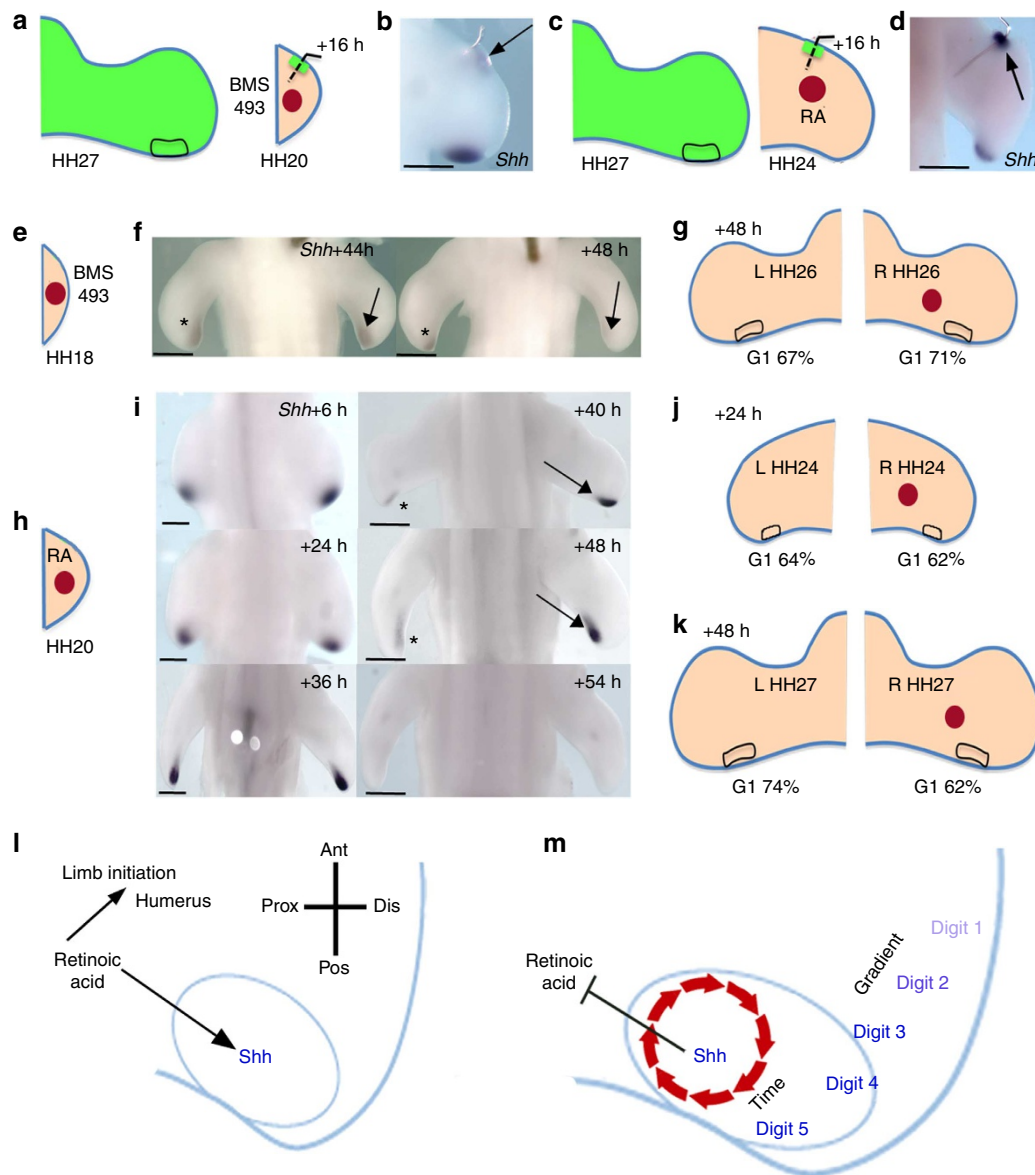 a
+16 h
BMS
493
HH27
HH20
b
Shh
c
+16 h
RA
HH27
HH24
d
Shh
e
BMS
493
HH18
f
Shh+44h
+48 h
*
*
g
+48 h
L HH26
R HH26
G1 67%
G1 71%
h
RA
HH20
i
Shh+6 h
+40 h
*
+24 h
+48 h
*
+36 h
+54 h
j
+24 h
L HH24
R HH24
G1 64%
G1 62%
k
+48 h
L HH27
R HH27
G1 74%
G1 62%
l
Limb initiation
Humerus
Retinoic
acid
Shh
Ant
Prox
Dis
Pos
m
Retinoic
acid
Shh
Time
Gradient
Digit 1
Digit 2
Digit 3
Digit 4
Digit 5